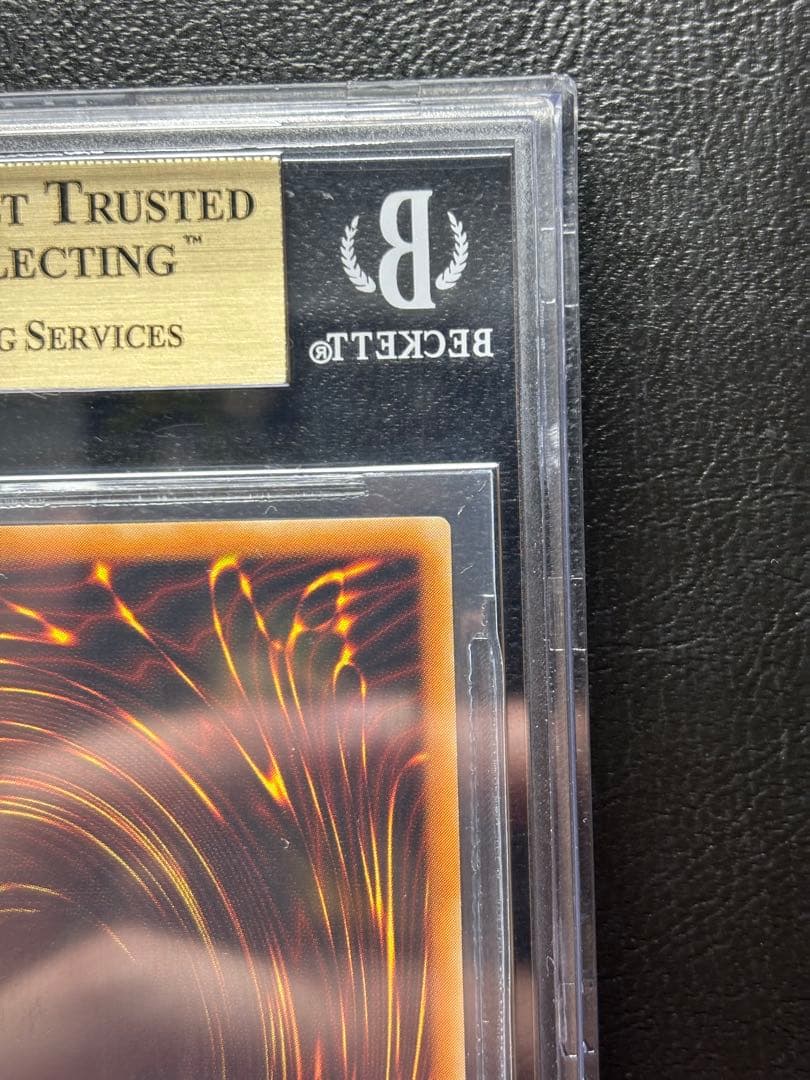 T TRUSTED
LECTING™
G SERVICES
B
BECKETT®